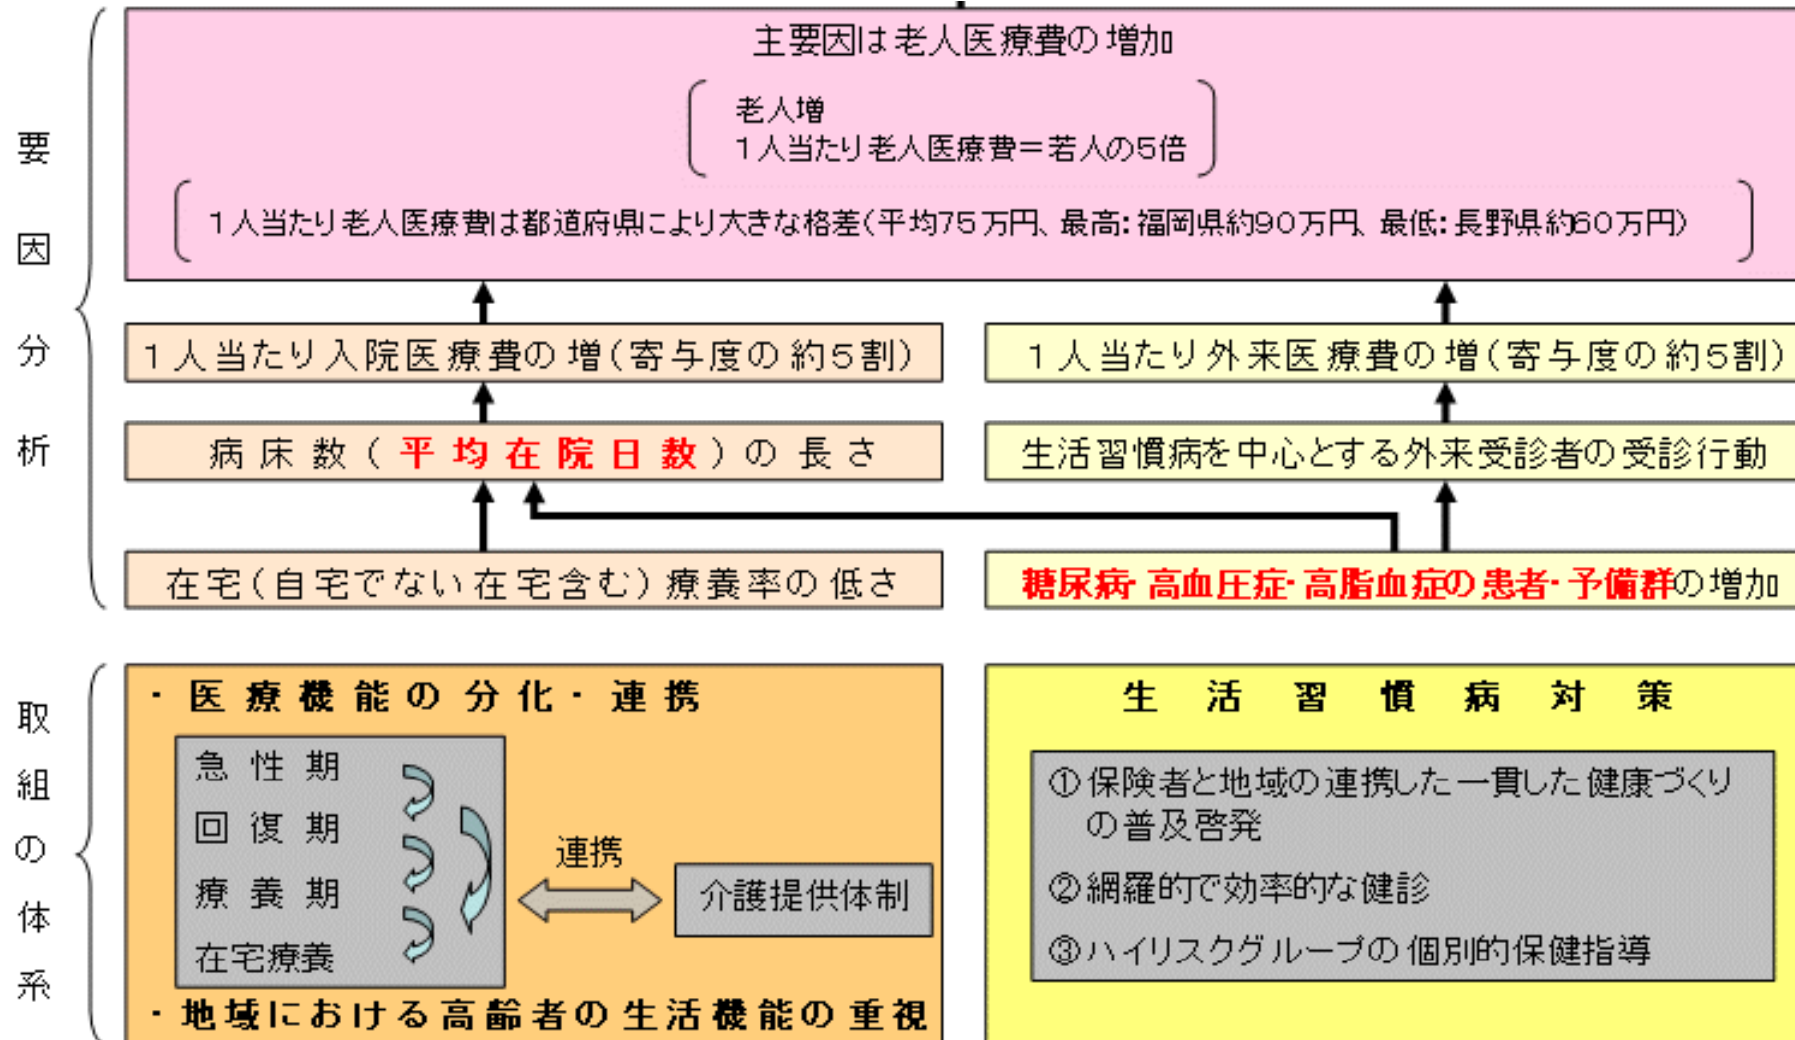 要因分析
主要因は老人医療費の増加
老人増
1人当たり老人医療費=若人の5倍
1人当たり老人医療費は都道府県により大きな格差(平均75万円、最高:福岡県約90万円、最低:長野県約60万円)
1人当たり入院医療費の増(寄与度の約5割)
1人当たり外来医療費の増(寄与度の約5割)
病床数(平均在院日数)の長さ
生活習慣病を中心とする外来受診者の受診行動
在宅(自宅でない在宅含む)療養率の低さ
糖尿病・高血圧症・高脂血症の患者・予備群の増加
取組の体系
・医療機能の分化・連携
急性期
回復期
療養期
在宅療養
連携
介護提供体制
・地域における高齢者の生活機能の重視
生活習慣病対策
①保険者と地域の連携した一貫した健康づくり
の普及啓発
②網羅的で効率的な健診
③ハイリスクグループの個別的保健指導